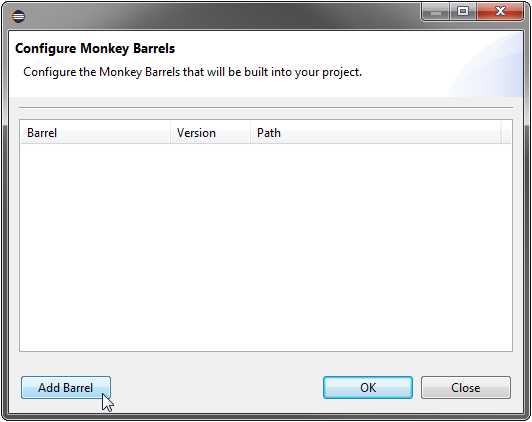 Configure Monkey Barrels
Configure the Monkey Barrels that will be built into your project.
Barrel Version Path
Add Barrel OK Close